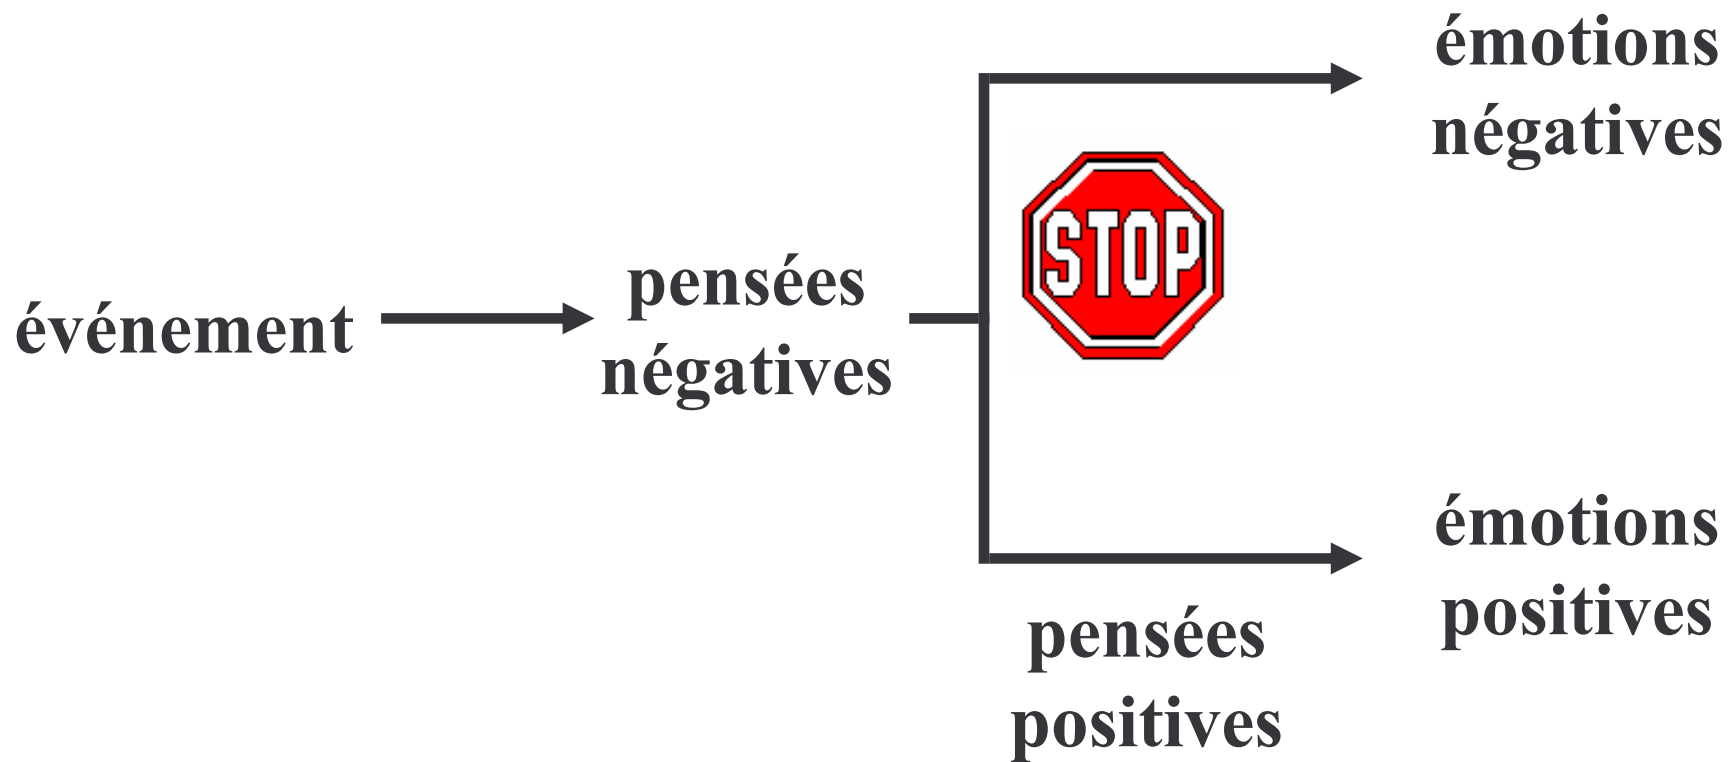 émotions
négatives
STOP
événement
pensées
négatives
émotions
positives
pensées
positives